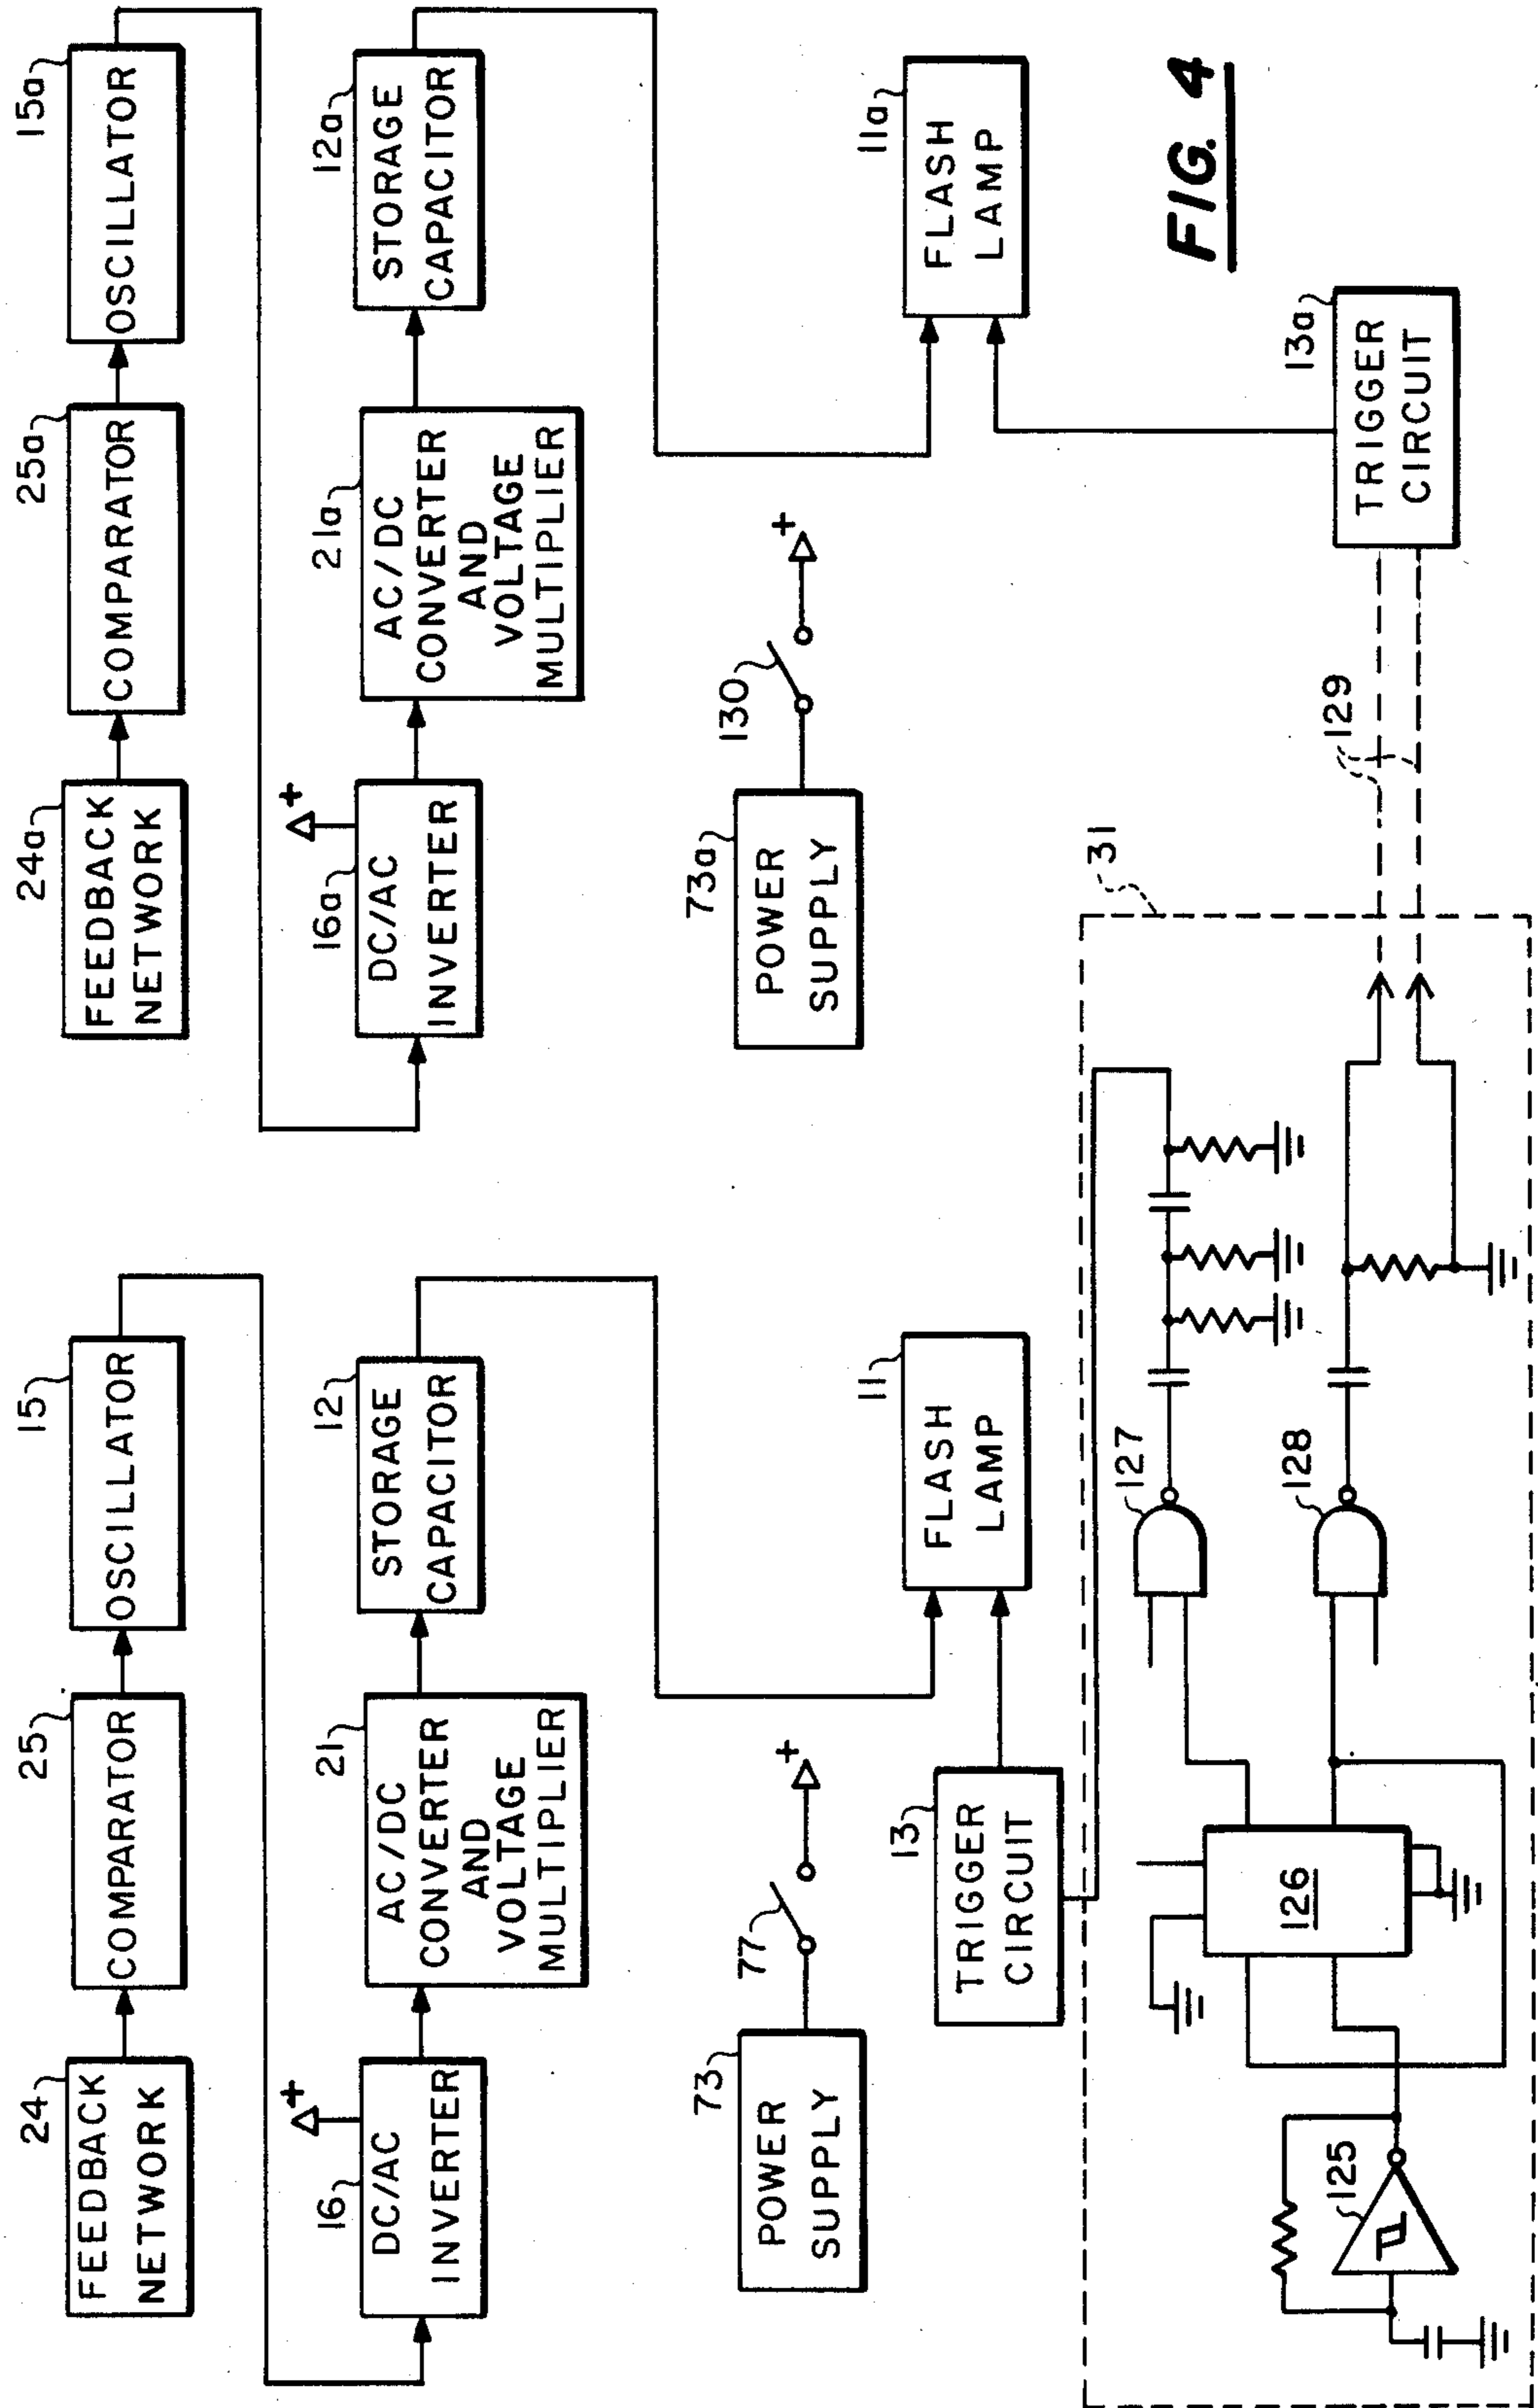 24
FEEDBACK
NETWORK
25
COMPARATOR
15
OSCILLATOR
24a
FEEDBACK
NETWORK
25a
COMPARATOR
15a
OSCILLATOR
16
+
DC/AC
INVERTER
21
AC/DC
CONVERTER
AND
VOLTAGE
MULTIPLIER
12
STORAGE
CAPACITOR
16a
+
DC/AC
INVERTER
21a
AC/DC
CONVERTER
AND
VOLTAGE
MULTIPLIER
12a
STORAGE
CAPACITOR
73
POWER
SUPPLY
77
+
11
FLASH
LAMP
73a
POWER
SUPPLY
130
+
11a
FLASH
LAMP
13
TRIGGER
CIRCUIT
31
127
128
126
125
129
13a
TRIGGER
CIRCUIT
FIG. 4